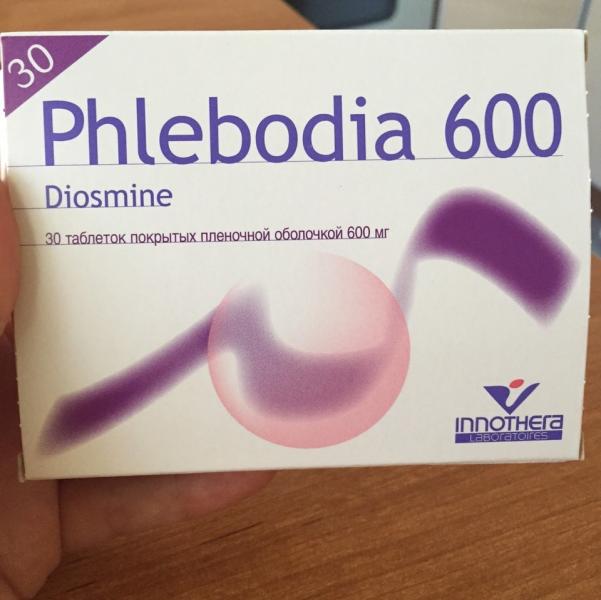 30
Phlebodia 600
Diosmine
30 таблеток покрытых пленочной оболочкой 600 мг
INNOTHERA
LABORATOIRES